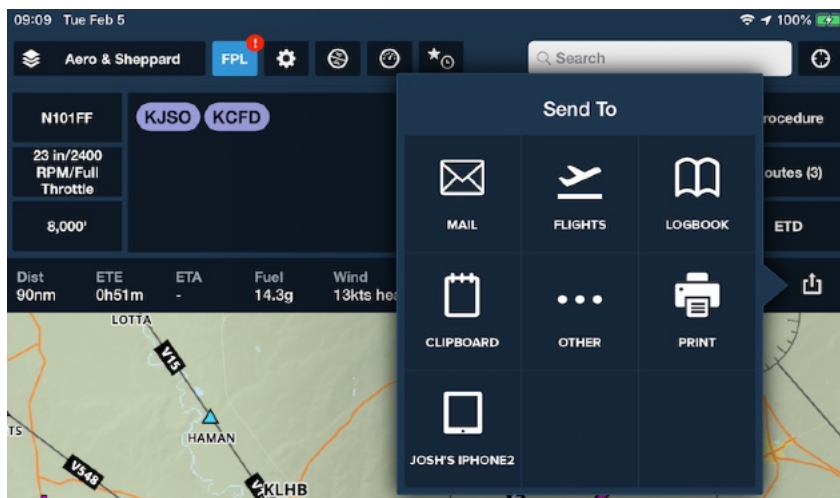 09:09 Tue Feb 5
100%
Aero & Sheppard
FPL
!
Search
N101FF
KJSO KCFD
23 in/2400
RPM/Full
Throttle
8,000'
rocedure
outes (3)
ETD
Send To
MAIL
FLIGHTS
LOGBOOK
CLIPBOARD
OTHER
PRINT
JOSH'S IPHONE2
Dist ETE ETA Fuel Wind
90nm 0h51m - 14.3g 13kts hea
LOTTA
V15
HAMAN
TS
V548
KLHB